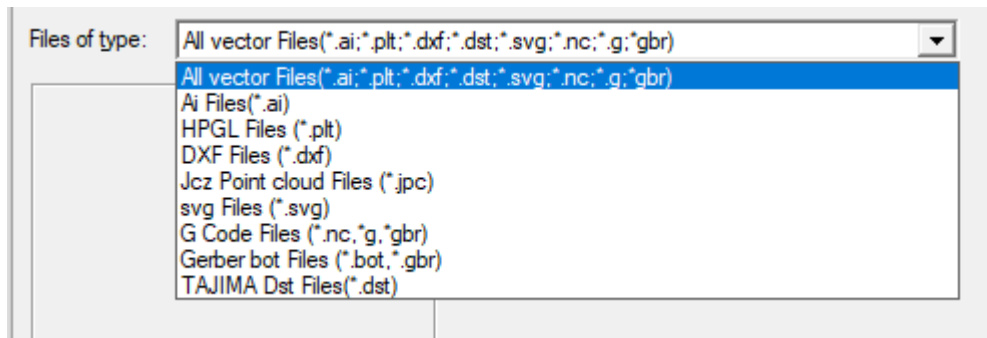 Files of type:
All vector Files(*.ai;*.plt;*.dxf;*.dst;*.svg;*.nc;*.g;*gbr)
All vector Files(*.ai;*.plt;*.dxf;*.dst;*.svg;*.nc;*.g;*gbr)
Ai Files(*.ai)
HPGL Files (*.plt)
DXF Files (*.dxf)
Jcz Point cloud Files (*.jpc)
svg Files (*.svg)
G Code Files (*.nc,*g,*gbr)
Gerber bot Files (*.bot,*.gbr)
TAJIMA Dst Files(*.dst)